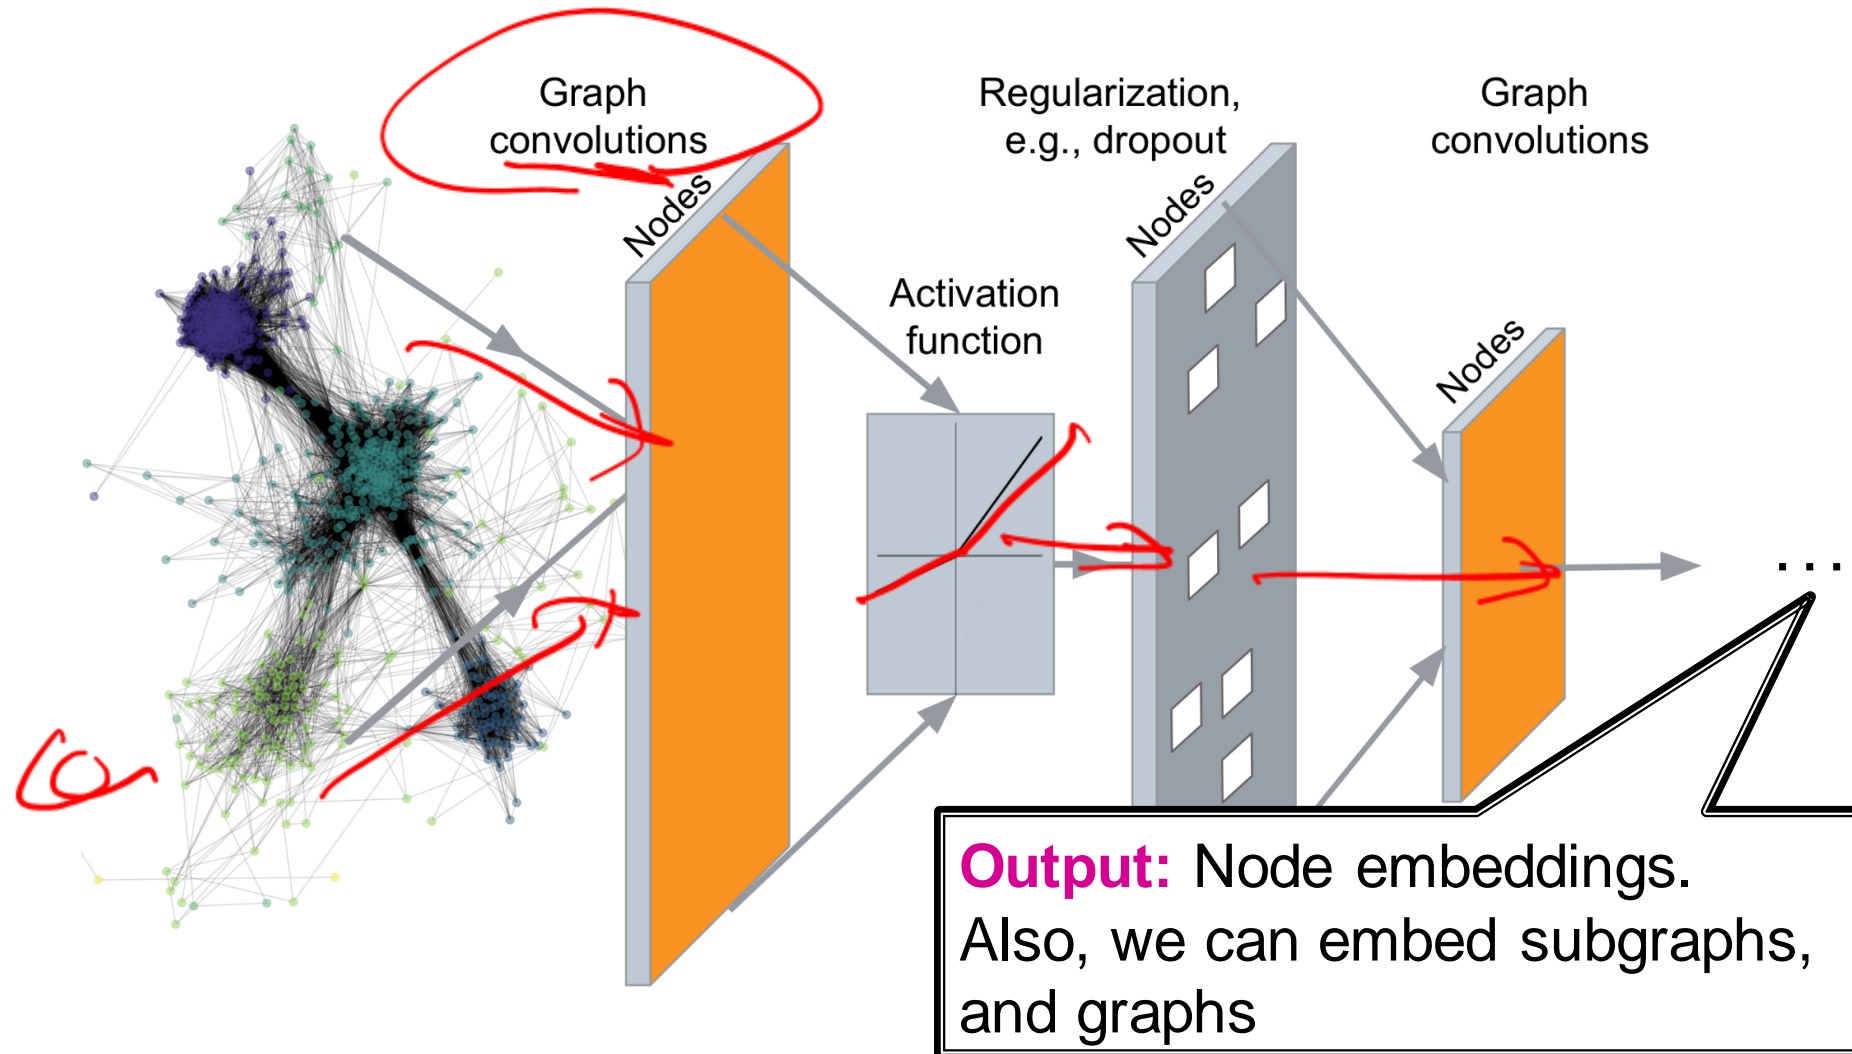 Graph
convolutions
Regularization,
e.g., dropout
Graph
convolutions
Nodes
Nodes
Activation
function
Nodes
...
Output: Node embeddings.
Also, we can embed subgraphs,
and graphs